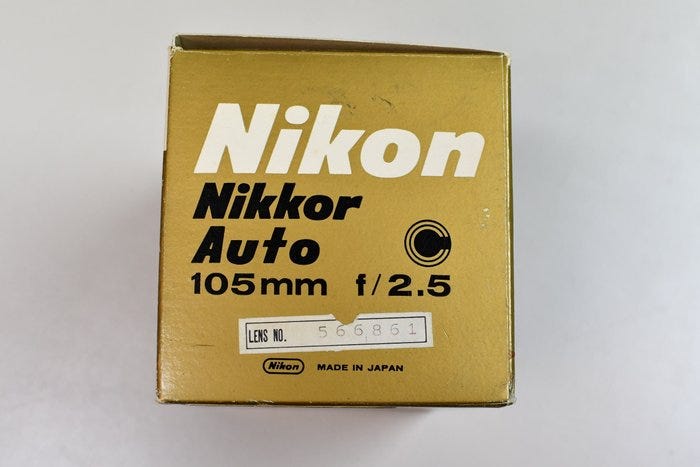 Nikon
Nikkor
Auto
105mm f/2.5
LENS NO. 566861
Nikon MADE IN JAPAN